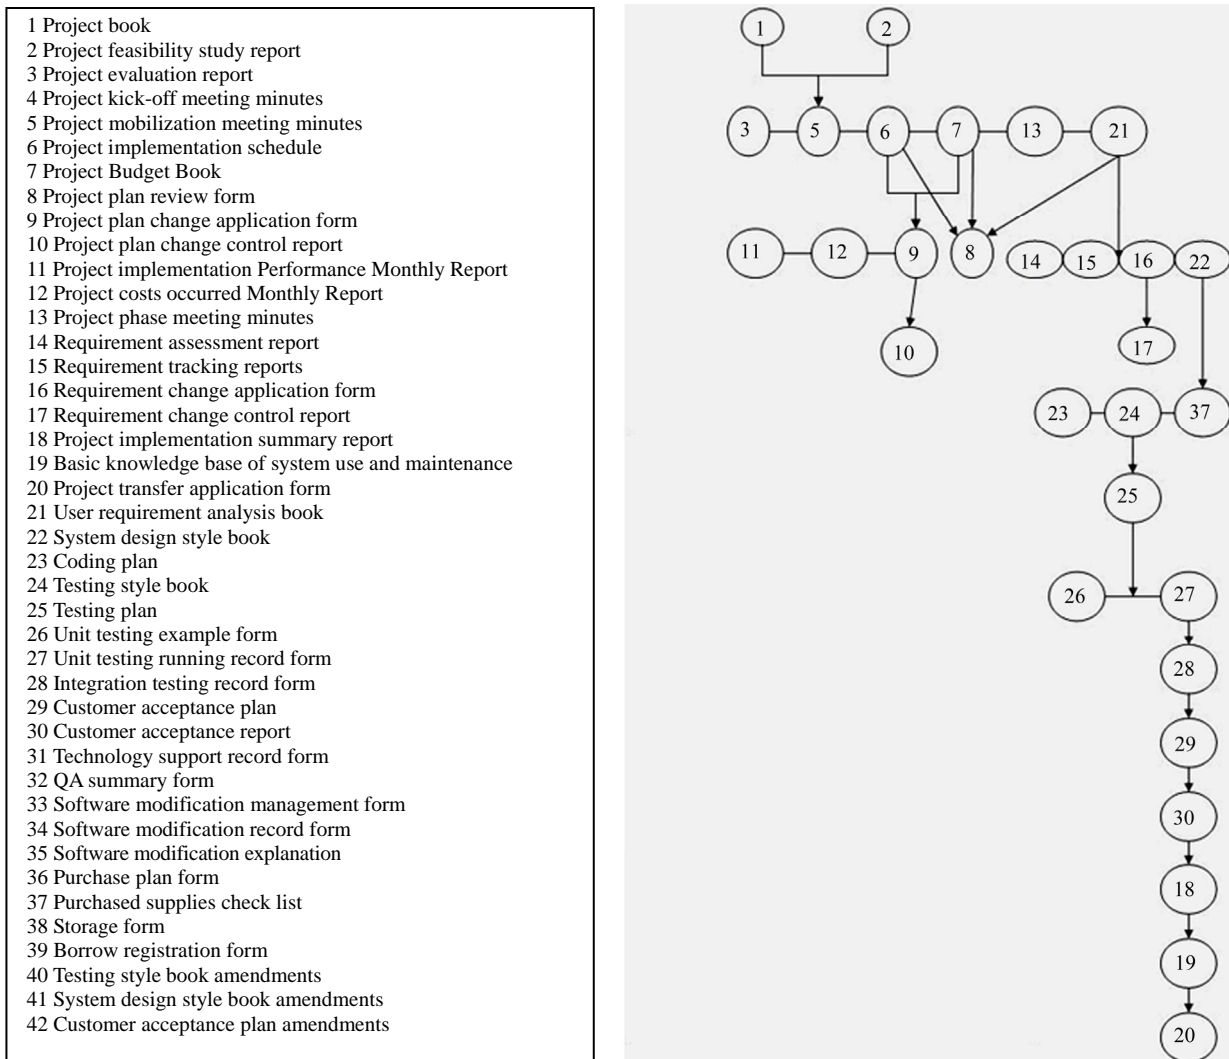 1 Project book
2 Project feasibility study report
3 Project evaluation report
4 Project kick-off meeting minutes
5 Project mobilization meeting minutes
6 Project implementation schedule
7 Project Budget Book
8 Project plan review form
9 Project plan change application form
10 Project plan change control report
11 Project implementation Performance Monthly Report
12 Project costs occurred Monthly Report
13 Project phase meeting minutes
14 Requirement assessment report
15 Requirement tracking reports
16 Requirement change application form
17 Requirement change control report
18 Project implementation summary report
19 Basic knowledge base of system use and maintenance
20 Project transfer application form
21 User requirement analysis book
22 System design style book
23 Coding plan
24 Testing style book
25 Testing plan
26 Unit testing example form
27 Unit testing running record form
28 Integration testing record form
29 Customer acceptance plan
30 Customer acceptance report
31 Technology support record form
32 QA summary form
33 Software modification management form
34 Software modification record form
35 Software modification explanation
36 Purchase plan form
37 Purchased supplies check list
38 Storage form
39 Borrow registration form
40 Testing style book amendments
41 System design style book amendments
42 Customer acceptance plan amendments
1 2
3 5 6 7 13 21
11 12 9 8 14 15 16 22
10 17
23 24 37
25
26 27
28
29
30
18
19
20